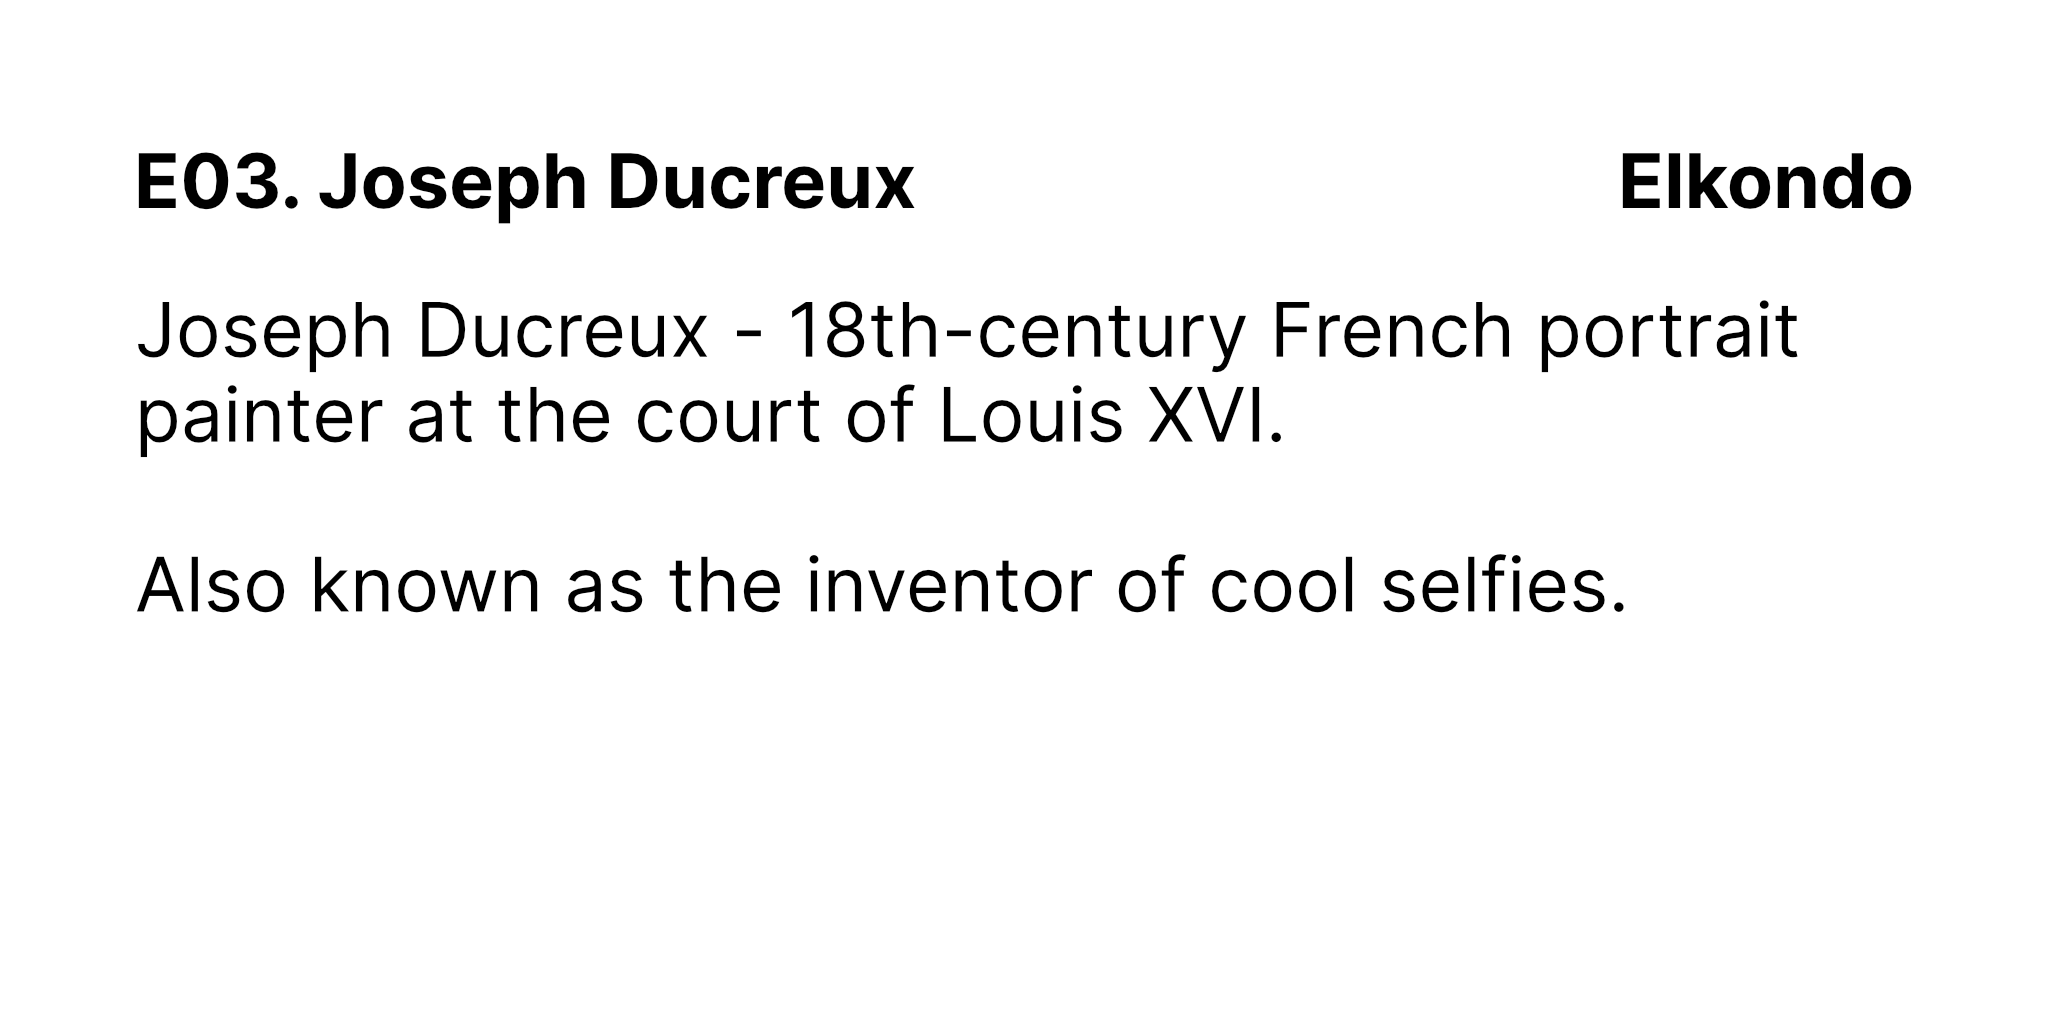 E03. Joseph Ducreux Elkondo
Joseph Ducreux - 18th-century French portrait
painter at the court of Louis XVI.
Also known as the inventor of cool selfies.